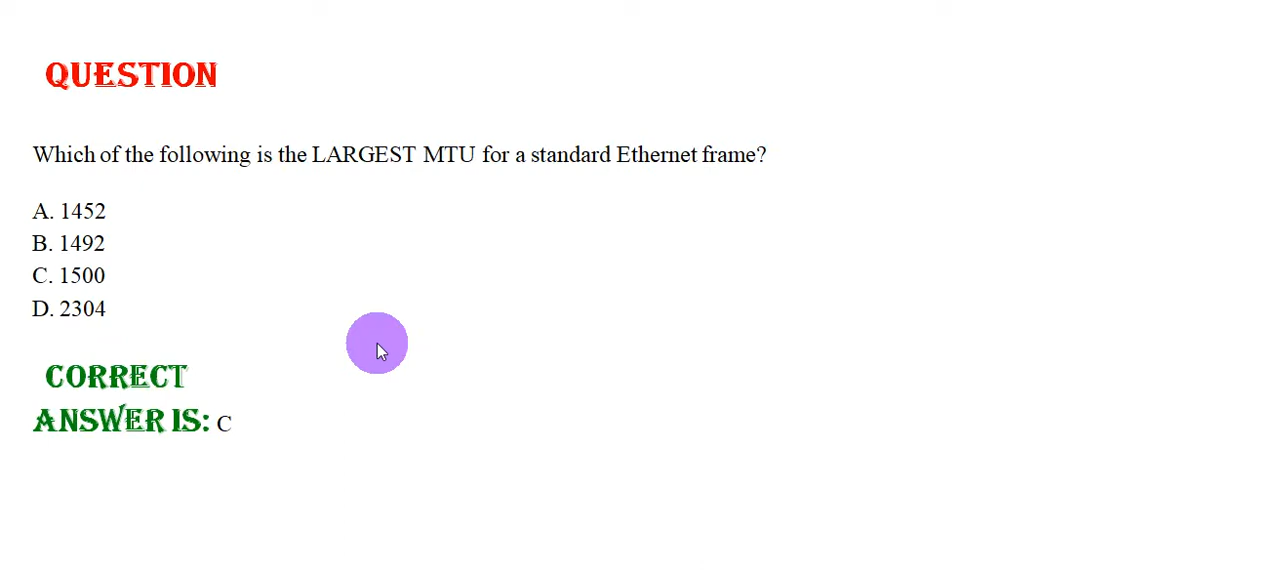 QUESTION
Which of the following is the LARGEST MTU for a standard Ethernet frame?
A. 1452
B. 1492
C. 1500
D. 2304
CORRECT
ANSWER IS: C